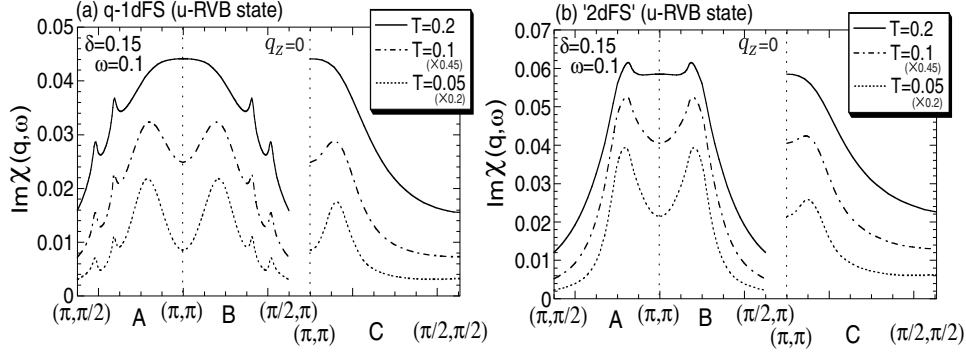 (a) q-1dFS (u-RVB state)
δ=0.15
ω=0.1
q_Z=0
T=0.2
T=0.1
(×0.45)
T=0.05
(×0.2)
Im χ (q,ω)
0.05
0.04
0.03
0.02
0.01
0
(π,π/2) A (π,π) B (π/2,π)
(π,π) C (π/2,π/2)
(b) '2dFS' (u-RVB state)
δ=0.15
ω=0.1
q_Z=0
T=0.2
T=0.1
(×0.45)
T=0.05
(×0.2)
Im χ (q,ω)
0.07
0.06
0.05
0.04
0.03
0.02
0.01
0.00
(π,π/2) A (π,π) B (π/2,π)
(π,π) C (π/2,π/2)